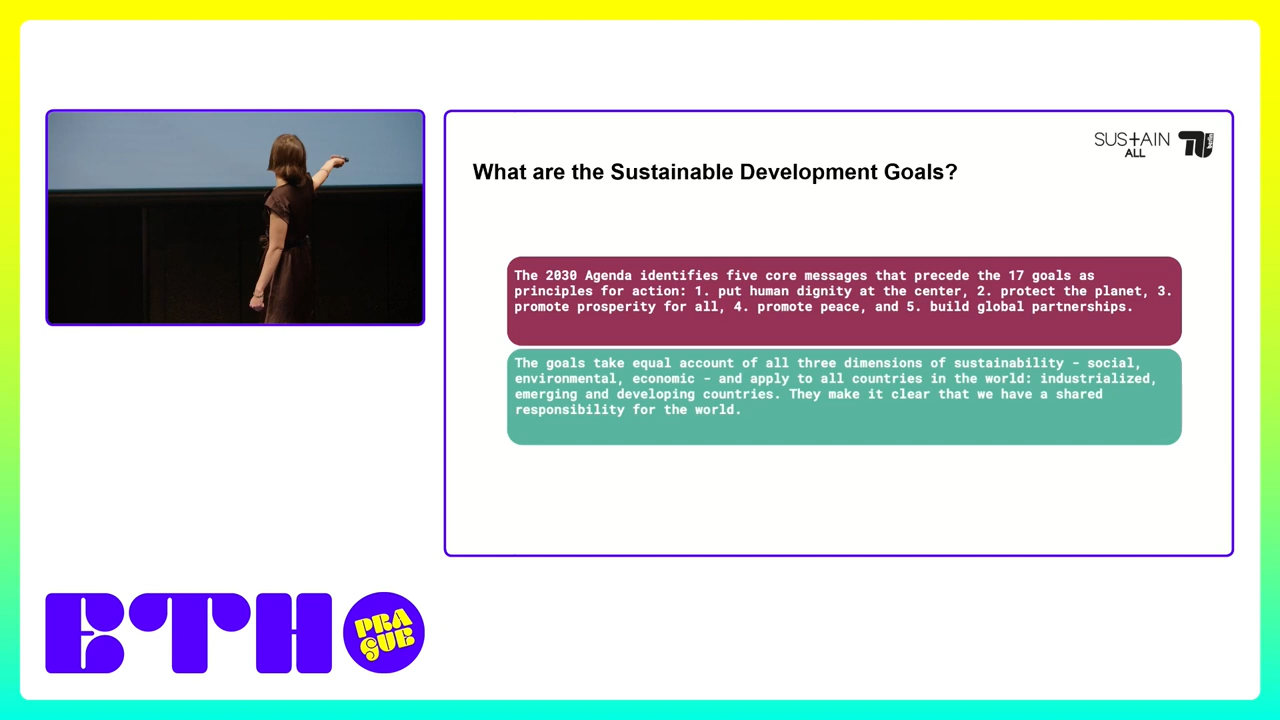 SUSTAIN
ALL
What are the Sustainable Development Goals?
The 2030 Agenda identifies five core messages that precede the 17 goals as
principles for action: 1. put human dignity at the center, 2. protect the planet, 3.
promote prosperity for all, 4. promote peace, and 5. build global partnerships.
The goals take equal account of all three dimensions of sustainability - social,
environmental, economic - and apply to all countries in the world: industrialized,
emerging and developing countries. They make it clear that we have a shared
responsibility for the world.
ETH
PRA
GUE